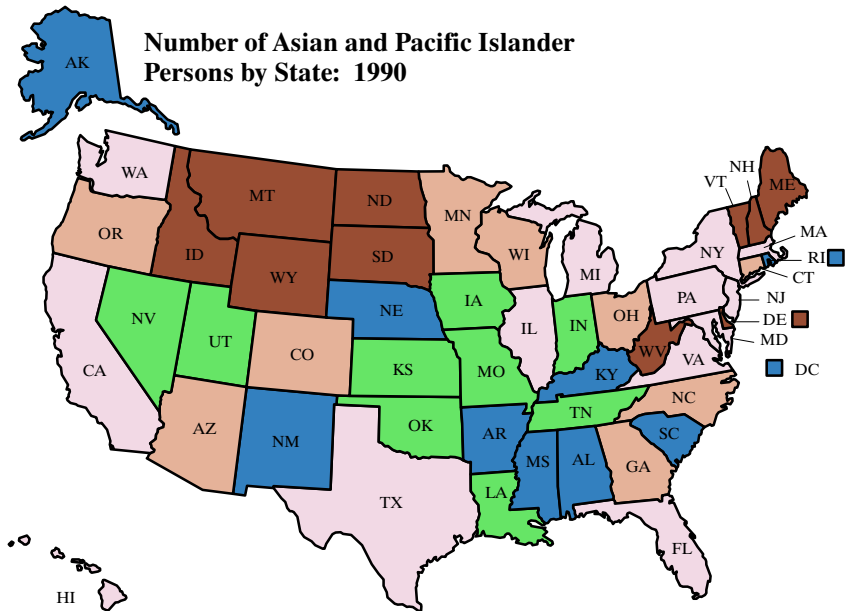 AK
Number of Asian and Pacific Islander
Persons by State:  1990
WA
MT
ND
MN
VT
NH
ME
OR
ID
SD
WI
MI
NY
MA
RI
CT
WY
NV
UT
CO
NE
IA
IL
IN
OH
PA
NJ
DE
MD
DC
CA
KS
MO
KY
WV
VA
AZ
NM
OK
AR
TN
NC
SC
TX
LA
MS
AL
GA
FL
HI